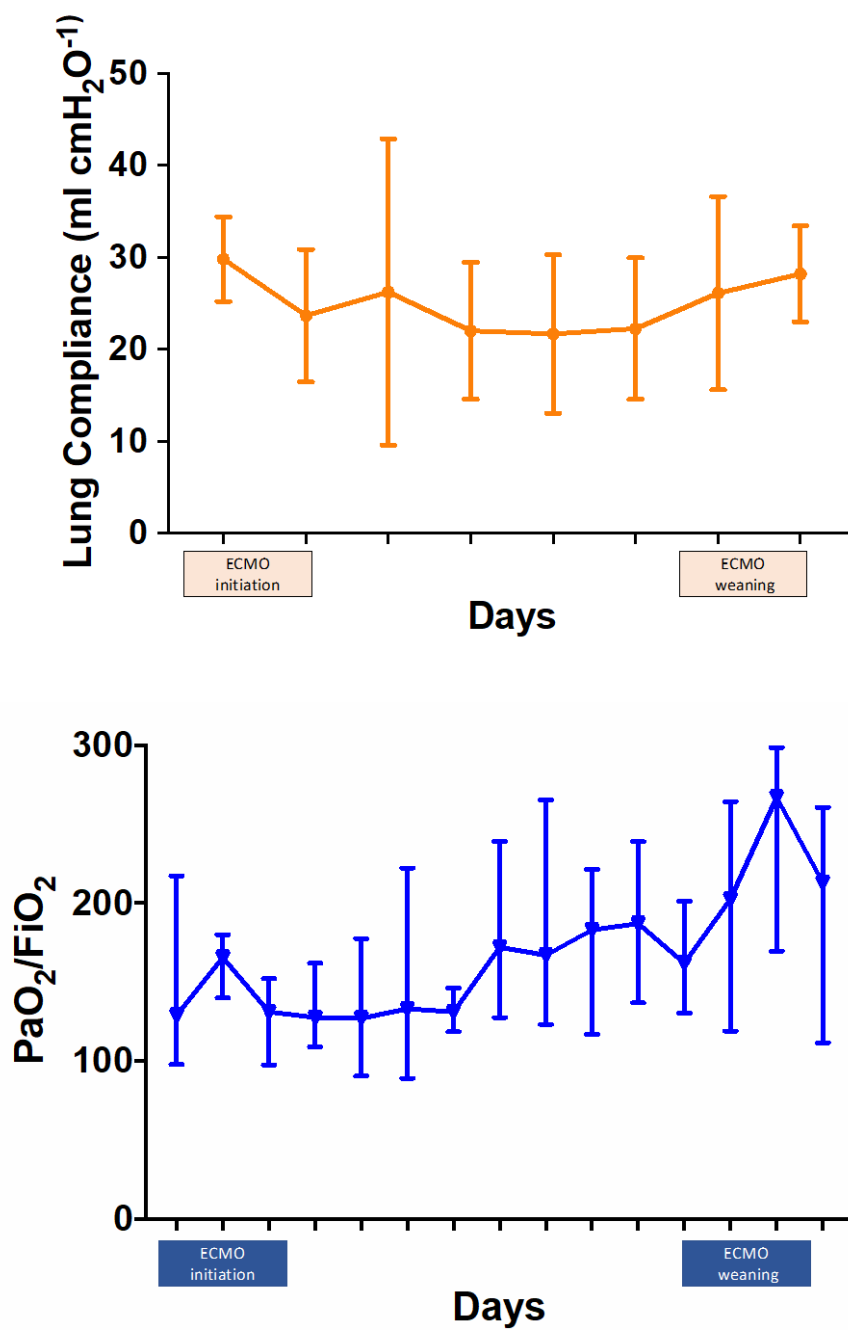 Lung Compliance (ml cmH₂O⁻¹)
50
40
30
20
10
0
ECMO
initiation
ECMO
weaning
Days
PaO₂/FiO₂
300
200
100
0
ECMO
initiation
ECMO
weaning
Days